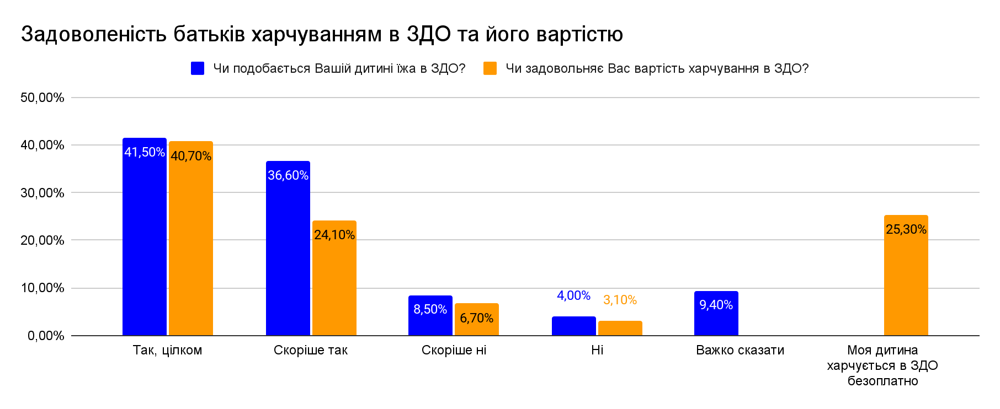 Задоволеність батьків харчуванням в ЗДО та його вартістю
Чи подобається Вашій дитині їжа в ЗДО? Чи задовольняє Вас вартість харчування в ЗДО?
50,00%
40,00%
30,00%
20,00%
10,00%
0,00%
41,50% 40,70%
36,60% 24,10%
8,50% 6,70%
4,00% 3,10%
9,40%
25,30%
Так, цілком
Скоріше так
Скоріше ні
Ні
Важко сказати
Моя дитина
харчується в ЗДО
безоплатно